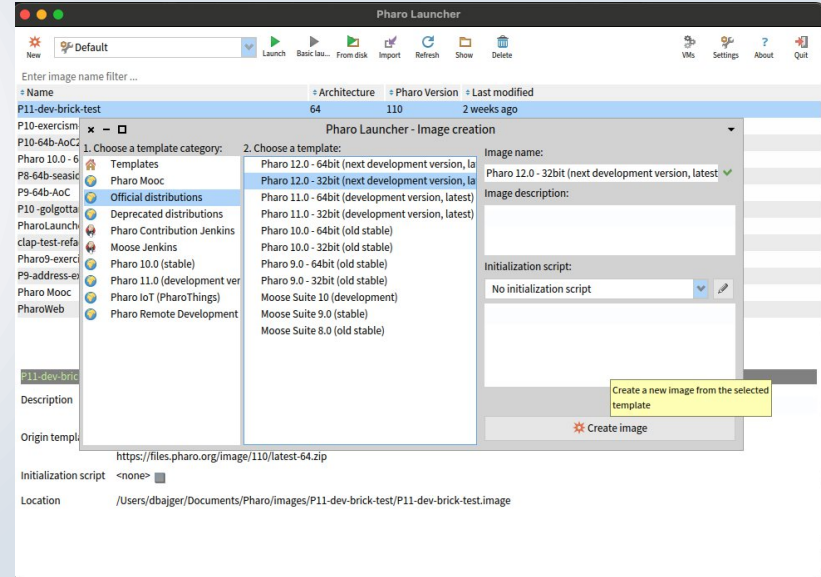 Pharo Launcher
New
Default
Launch
Basic lau...
From disk
Import
Refresh
Show
Delete
VMs
Settings
About
Quit
Enter image name filter ...
Name Architecture Pharo Version Last modified
P11-dev-brick-test 64 110 2 weeks ago
P10-exercism
P10-64b-AoC2
Pharo 10.0 - 6
P8-64b-seasic
P9-64b-AoC
P10 -golgotta
PharoLaunch
clap-test-refa
Pharo9-exerci
P9-address-e
Pharo Mooc
PharoWeb
Pharo Launcher - Image creation
1. Choose a template category:
Templates
Pharo Mooc
Official distributions
Deprecated distributions
Pharo Contribution Jenkins
Moose Jenkins
Pharo 10.0 (stable)
Pharo 11.0 (development ver
Pharo IoT (PharoThings)
Pharo Remote Development
2. Choose a template:
Pharo 12.0 - 64bit (next development version, la
Pharo 12.0 - 32bit (next development version, la
Pharo 11.0 - 64bit (development version, latest)
Pharo 11.0 - 32bit (development version, latest)
Pharo 10.0 - 64bit (old stable)
Pharo 10.0 - 32bit (old stable)
Pharo 9.0 - 64bit (old stable)
Pharo 9.0 - 32bit (old stable)
Moose Suite 10 (development)
Moose Suite 9.0 (stable)
Moose Suite 8.0 (old stable)
Image name:
Pharo 12.0 - 32bit (next development version, latest
Image description:
Initialization script:
No initialization script
Create a new image from the selected
template
Create image
P11-dev-bric
Description
Origin templa
https://files.pharo.org/image/110/latest-64.zip
Initialization script <none>
Location /Users/dbajger/Documents/Pharo/images/P11-dev-brick-test/P11-dev-brick-test.image